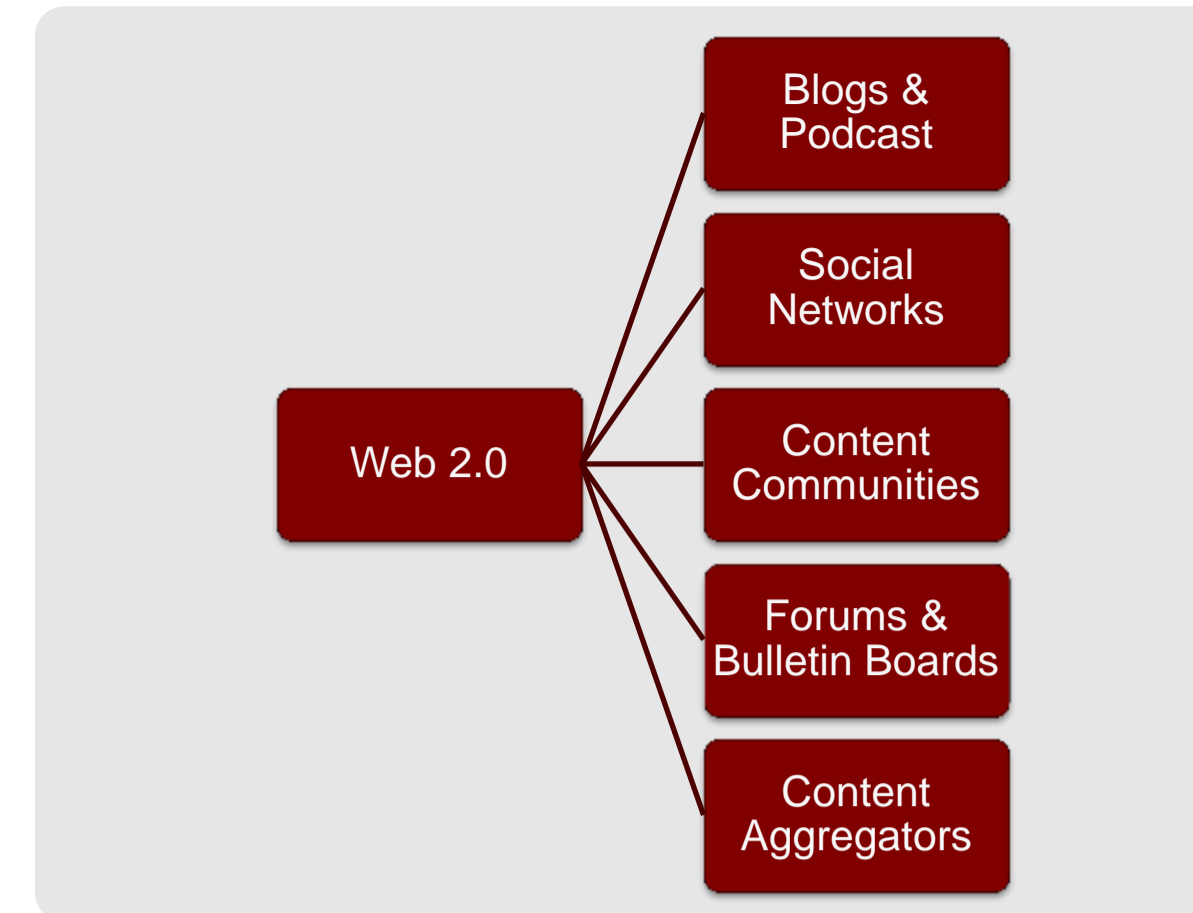 Blogs &
Podcast
Social
Networks
Web 2.0
Content
Communities
Forums &
Bulletin Boards
Content
Aggregators